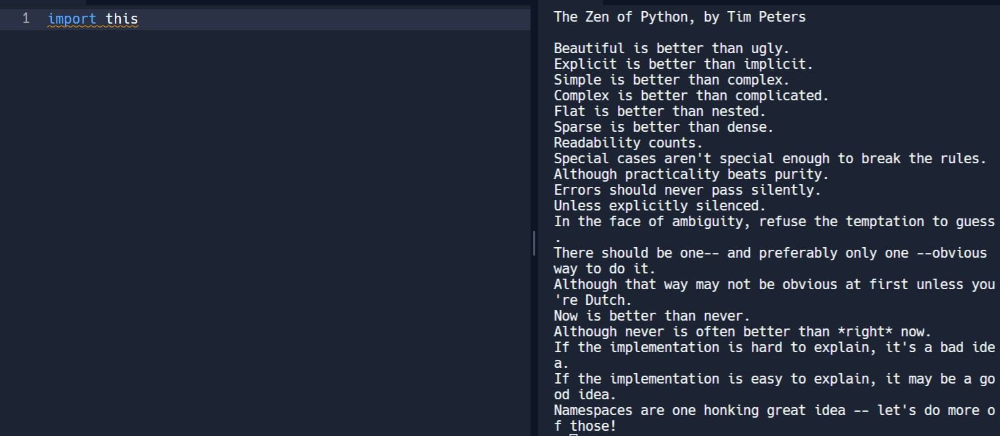 1 import this
The Zen of Python, by Tim Peters
Beautiful is better than ugly.
Explicit is better than implicit.
Simple is better than complex.
Complex is better than complicated.
Flat is better than nested.
Sparse is better than dense.
Readability counts.
Special cases aren't special enough to break the rules.
Although practicality beats purity.
Errors should never pass silently.
Unless explicitly silenced.
In the face of ambiguity, refuse the temptation to guess
.
There should be one-- and preferably only one --obvious
way to do it.
Although that way may not be obvious at first unless you
're Dutch.
Now is better than never.
Although never is often better than *right* now.
If the implementation is hard to explain, it's a bad ide
a.
If the implementation is easy to explain, it may be a go
od idea.
Namespaces are one honking great idea -- let's do more o
f those!